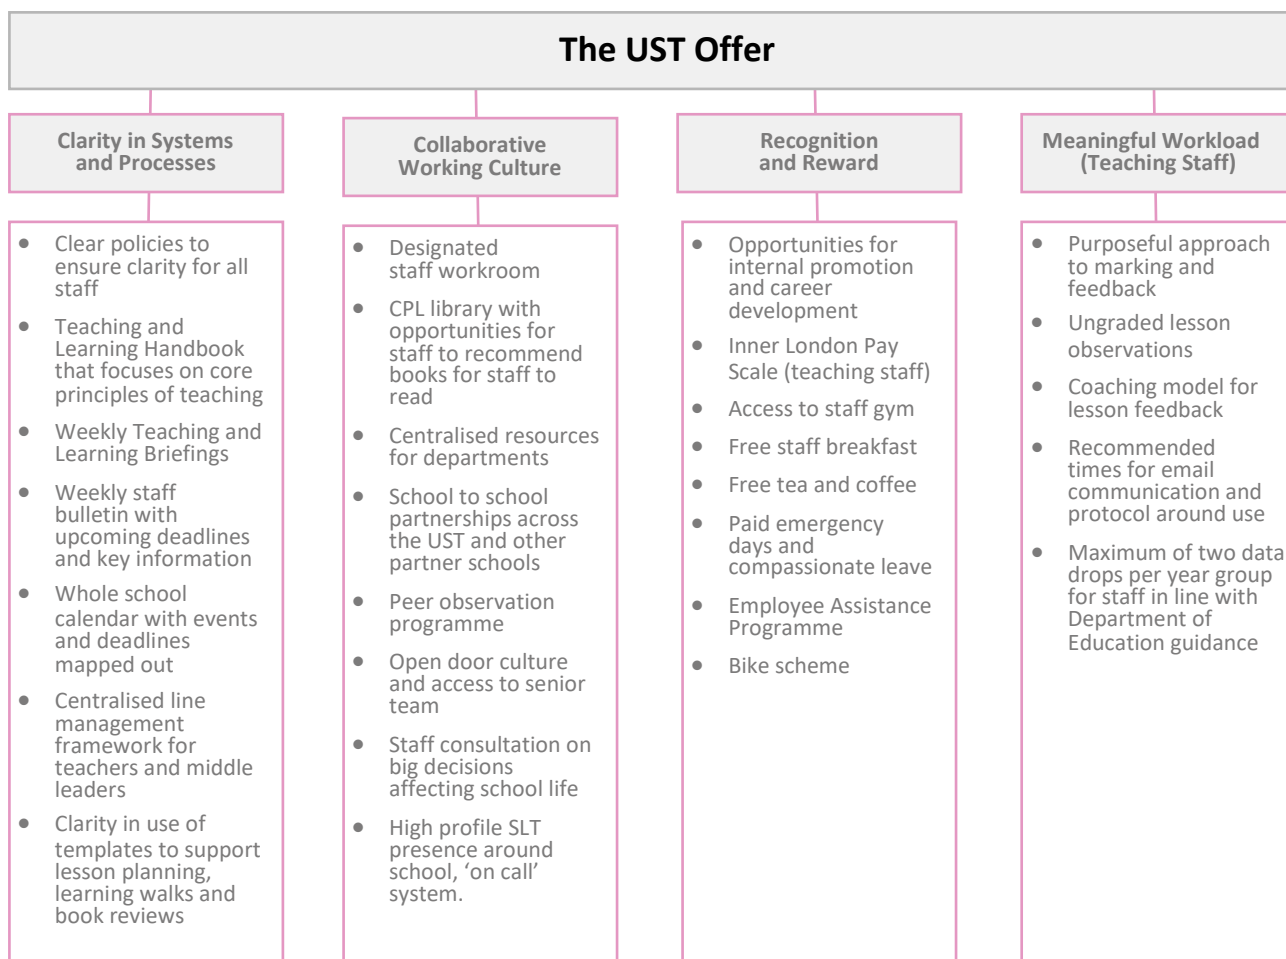 The UST Offer
Clarity in Systems
and Processes
Clear policies to
ensure clarity for all
staff
Teaching and
Learning Handbook
that focuses on core
principles of teaching
Weekly Teaching and
Learning Briefings
Weekly staff
bulletin with
upcoming deadlines
and key information
Whole school
calendar with events
and deadlines
mapped out
Centralised line
management
framework for
teachers and middle
leaders
Clarity in use of
templates to support
lesson planning,
learning walks and
book reviews
Collaborative
Working Culture
Designated
staff workroom
CPL library with
opportunities for
staff to recommend
books for staff to
read
Centralised resources
for departments
School to school
partnerships across
the UST and other
partner schools
Peer observation
programme
Open door culture
and access to senior
team
Staff consultation on
big decisions
affecting school life
High profile SLT
presence around
school, ‘on call’
system.
Recognition
and Reward
Opportunities for
internal promotion
and career
development
Inner London Pay
Scale (teaching staff)
Access to staff gym
Free staff breakfast
Free tea and coffee
Paid emergency
days and
compassionate leave
Employee Assistance
Programme
Bike scheme
Meaningful Workload
(Teaching Staff)
Purposeful approach
to marking and
feedback
Ungraded lesson
observations
Coaching model for
lesson feedback
Recommended
times for email
communication and
protocol around use
Maximum of two data
drops per year group
for staff in line with
Department of
Education guidance